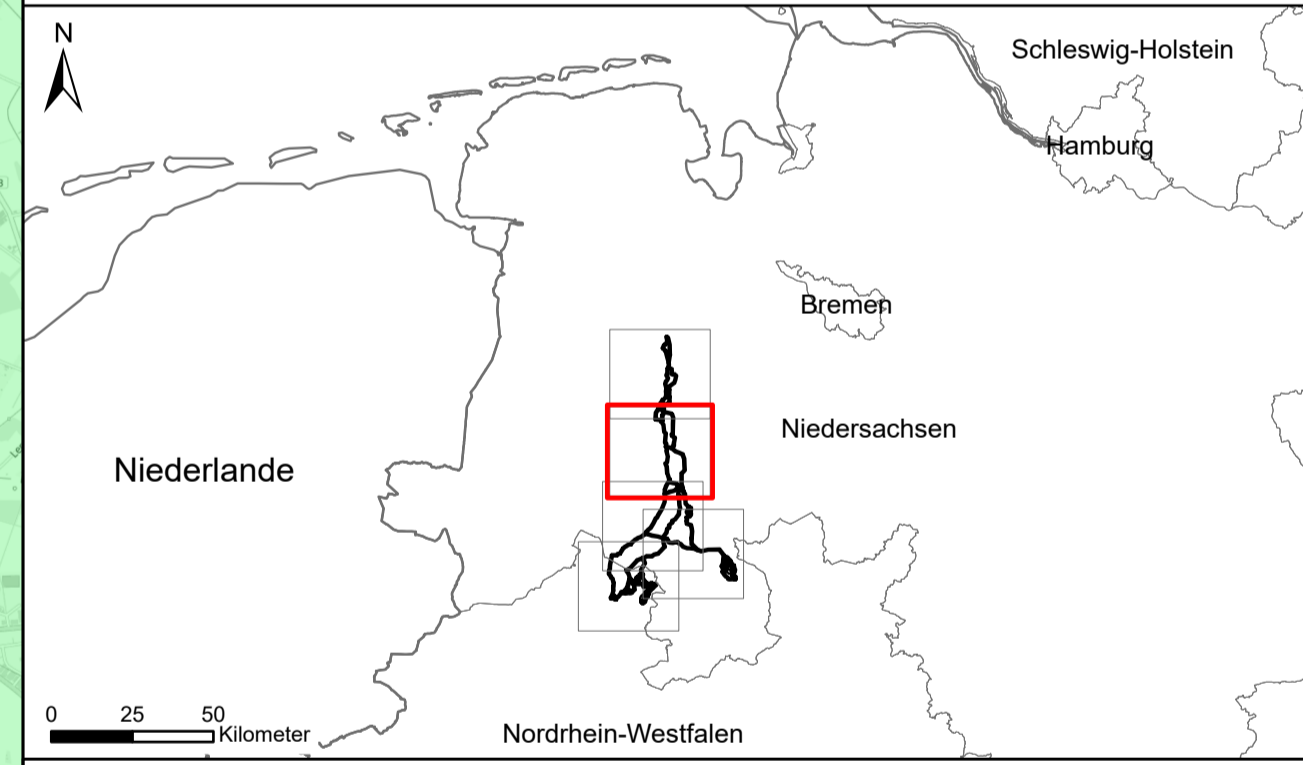 N
Schleswig-Holstein
Hamburg
Bremen
Niedersachsen
Niederlande
0 25 50
Kilometer
Nordrhein-Westfalen